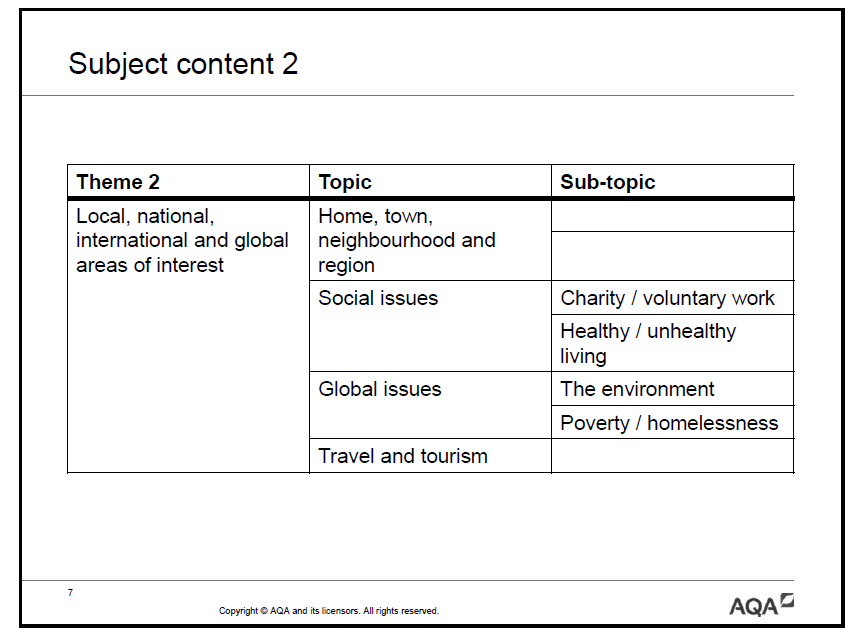 Subject content 2
Theme 2 Topic Sub-topic
Local, national,
international and global
areas of interest
Home, town,
neighbourhood and
region
Social issues
Charity / voluntary work
Healthy / unhealthy
living
Global issues
The environment
Poverty / homelessness
Travel and tourism
7
Copyright © AQA and its licensors. All rights reserved.
AQA